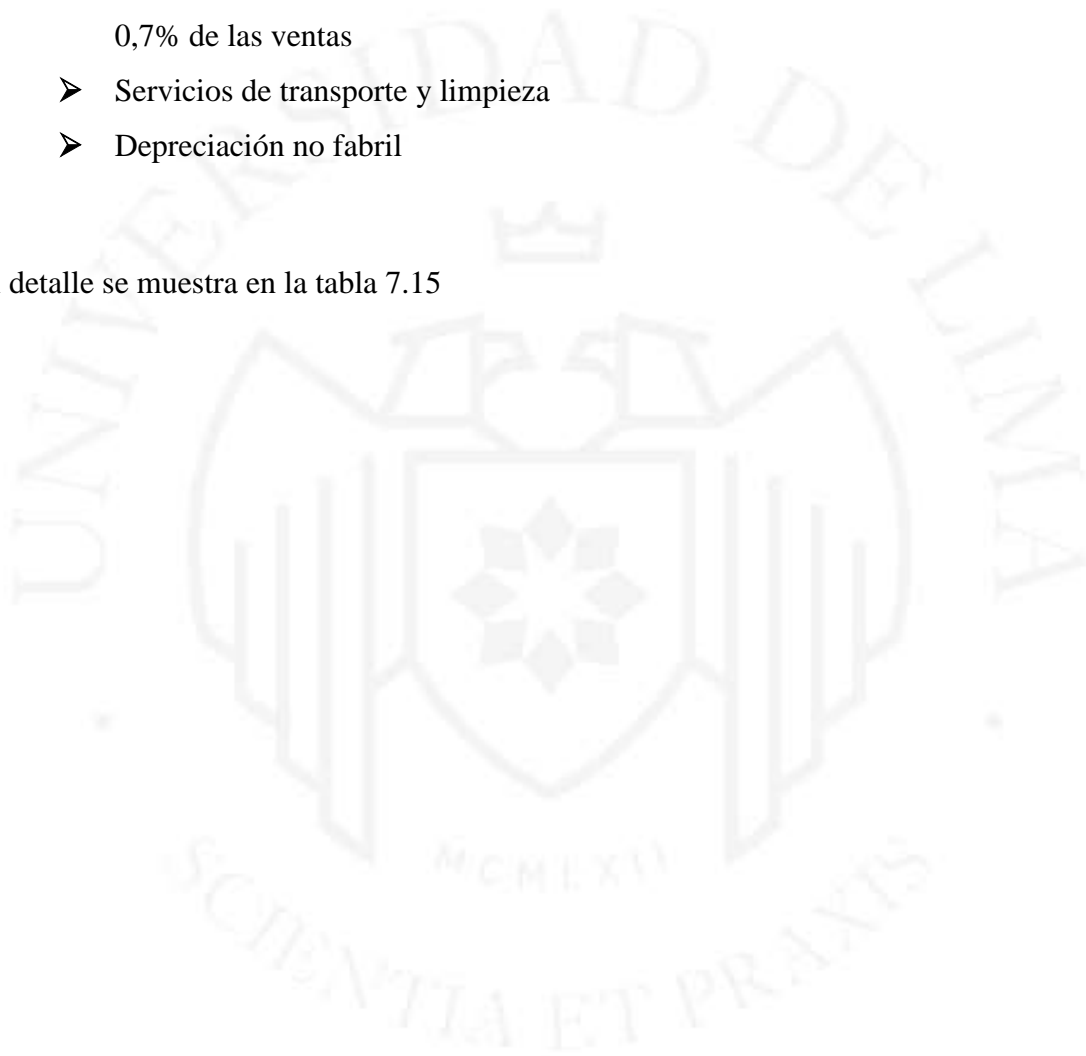 0,7% de las ventas
➢ Servicios de transporte y limpieza
➢ Depreciación no fabril
detalle se muestra en la tabla 7.15
UNIVERSIDAD DE LIMA
MCMLXII
SCIENTIA ET PRAXIS